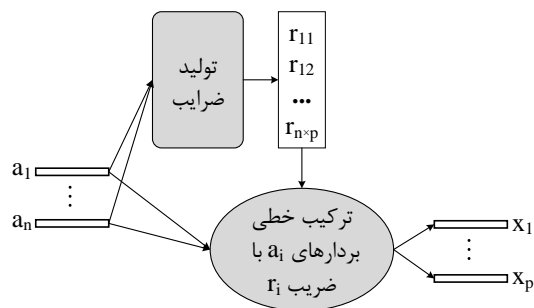 تولید
ضرایب
r11
r12
...
rn×p
a1
⋮
an
ترکیب خطی
بردارهای ai با
ضریب ri
x1
⋮
xp